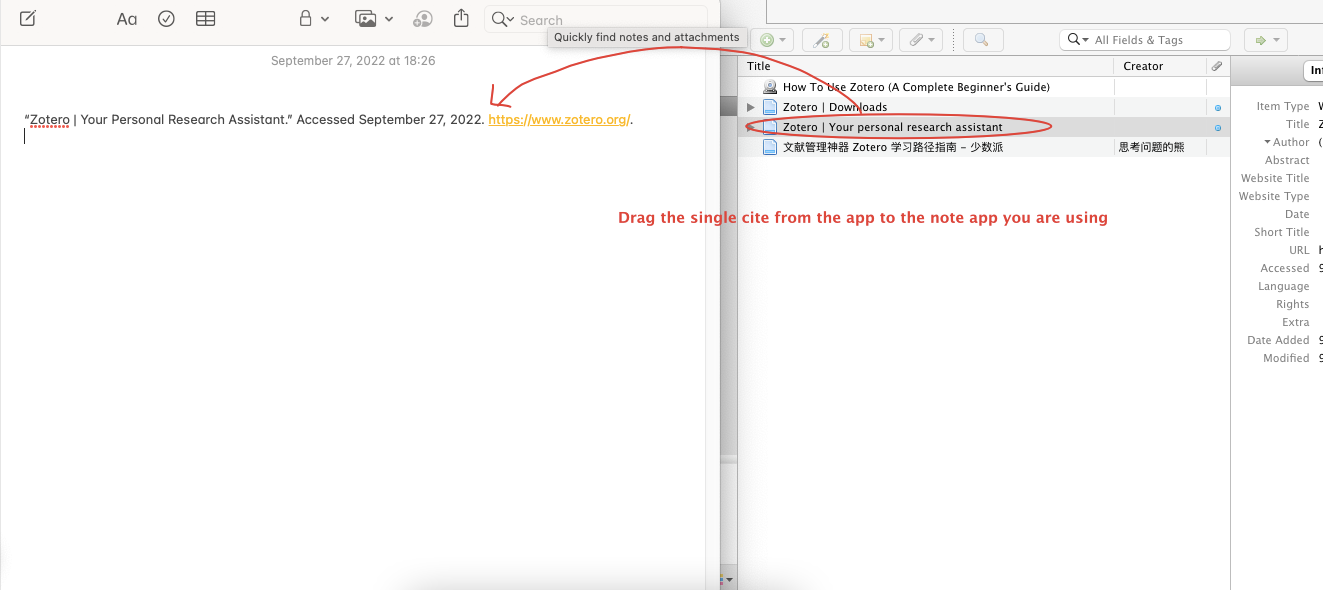 Aa
Search
Quickly find notes and attachments
September 27, 2022 at 18:26
“Zotero | Your Personal Research Assistant.” Accessed September 27, 2022. https://www.zotero.org/.
All Fields & Tags
Title Creator
How To Use Zotero (A Complete Beginner's Guide)
Zotero | Downloads
Zotero | Your personal research assistant
文献管理神器 Zotero 学习路径指南 - 少数派 思考问题的熊
Drag the single cite from the app to the note app you are using
Item Type
Title
Author
Abstract
Website Title
Website Type
Date
Short Title
URL
Accessed
Language
Rights
Extra
Date Added
Modified